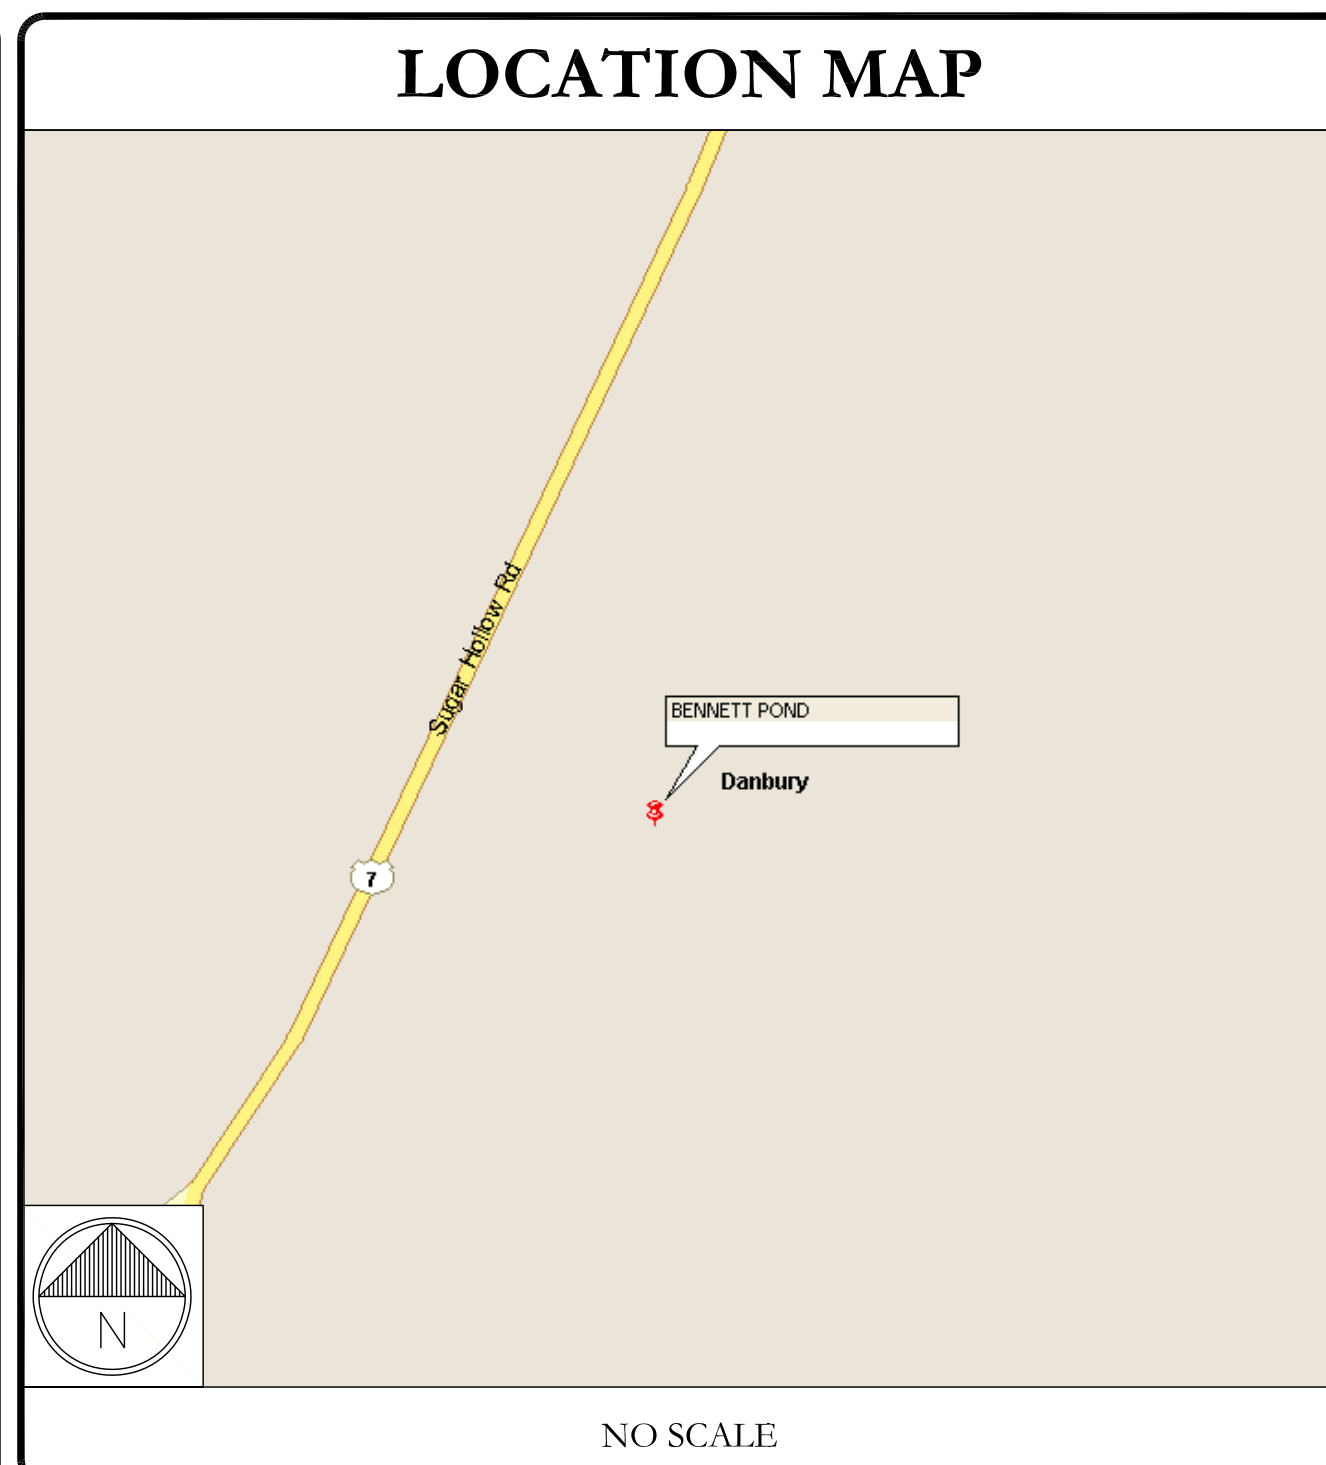 LOCATION MAP
Sugar Hollow Rd
BENNETT POND
Danbury
7
N
NO SCALE